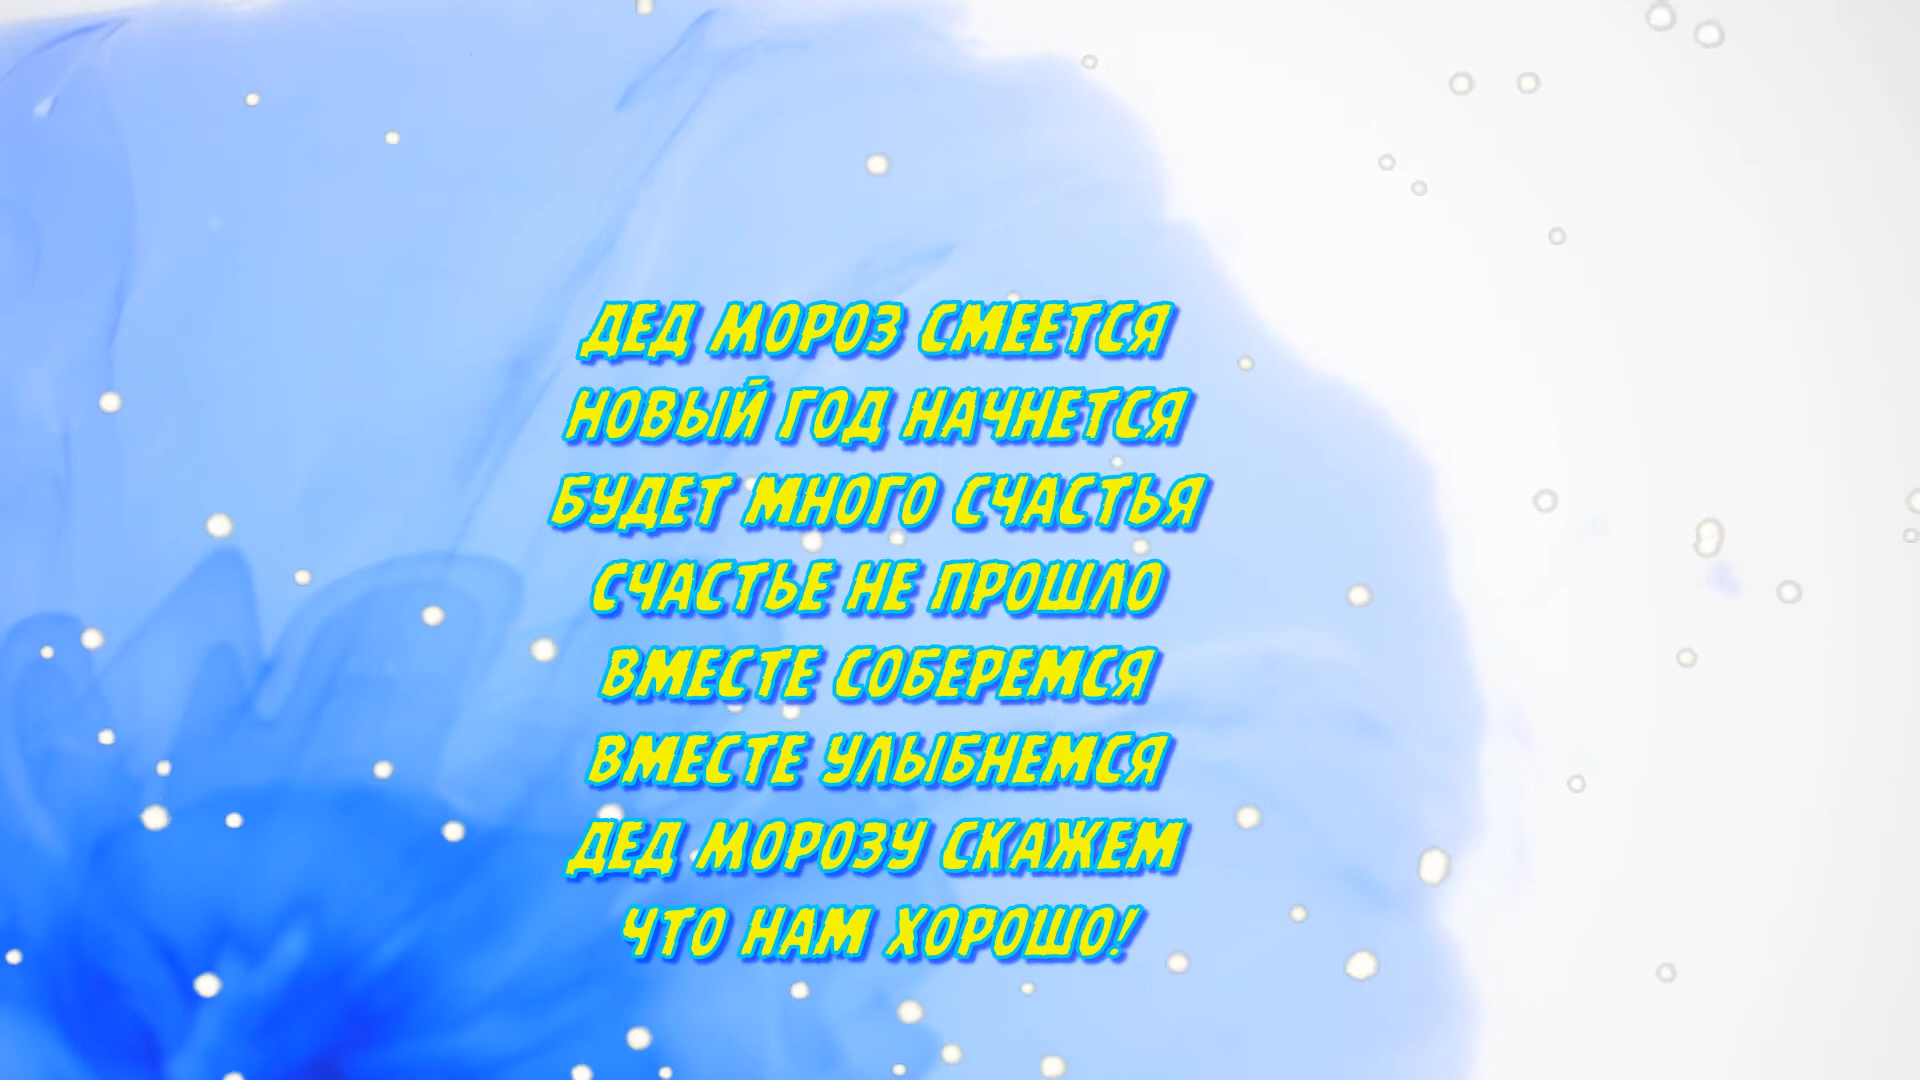 ДЕД МОРОЗ СМЕЕТСЯ
НОВЫЙ ГОД НАЧНЕТСЯ
БУДЕТ МНОГО СЧАСТЬЯ
СЧАСТЬЕ НЕ ПРОШЛО
ВМЕСТЕ СОБЕРЕМСЯ
ВМЕСТЕ УЛЫБНЕМСЯ
ДЕД МОРОЗУ СКАЖЕМ
ЧТО НАМ ХОРОШО!